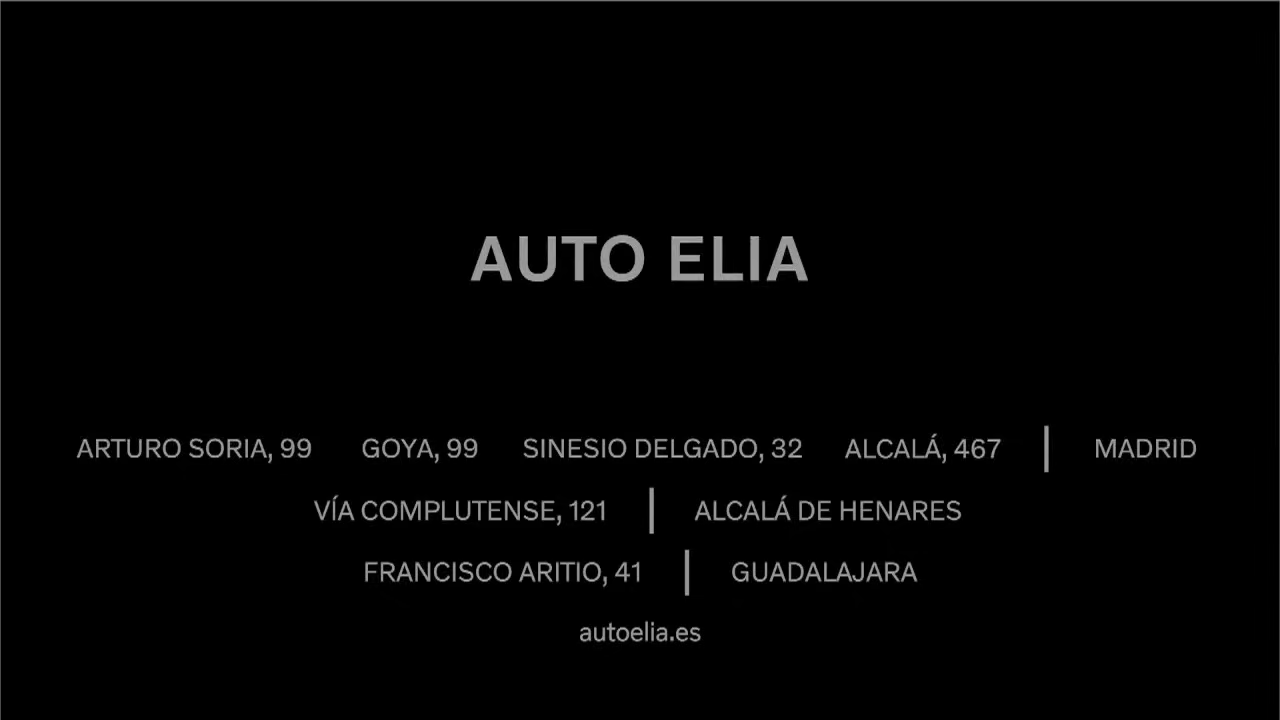 AUTO ELIA
ARTURO SORIA, 99 GOYA, 99 SINESIO DELGADO, 32 ALCALÁ, 467 | MADRID
VÍA COMPLUTENSE, 121 | ALCALÁ DE HENARES
FRANCISCO ARITIO, 41 | GUADALAJARA
autoelia.es